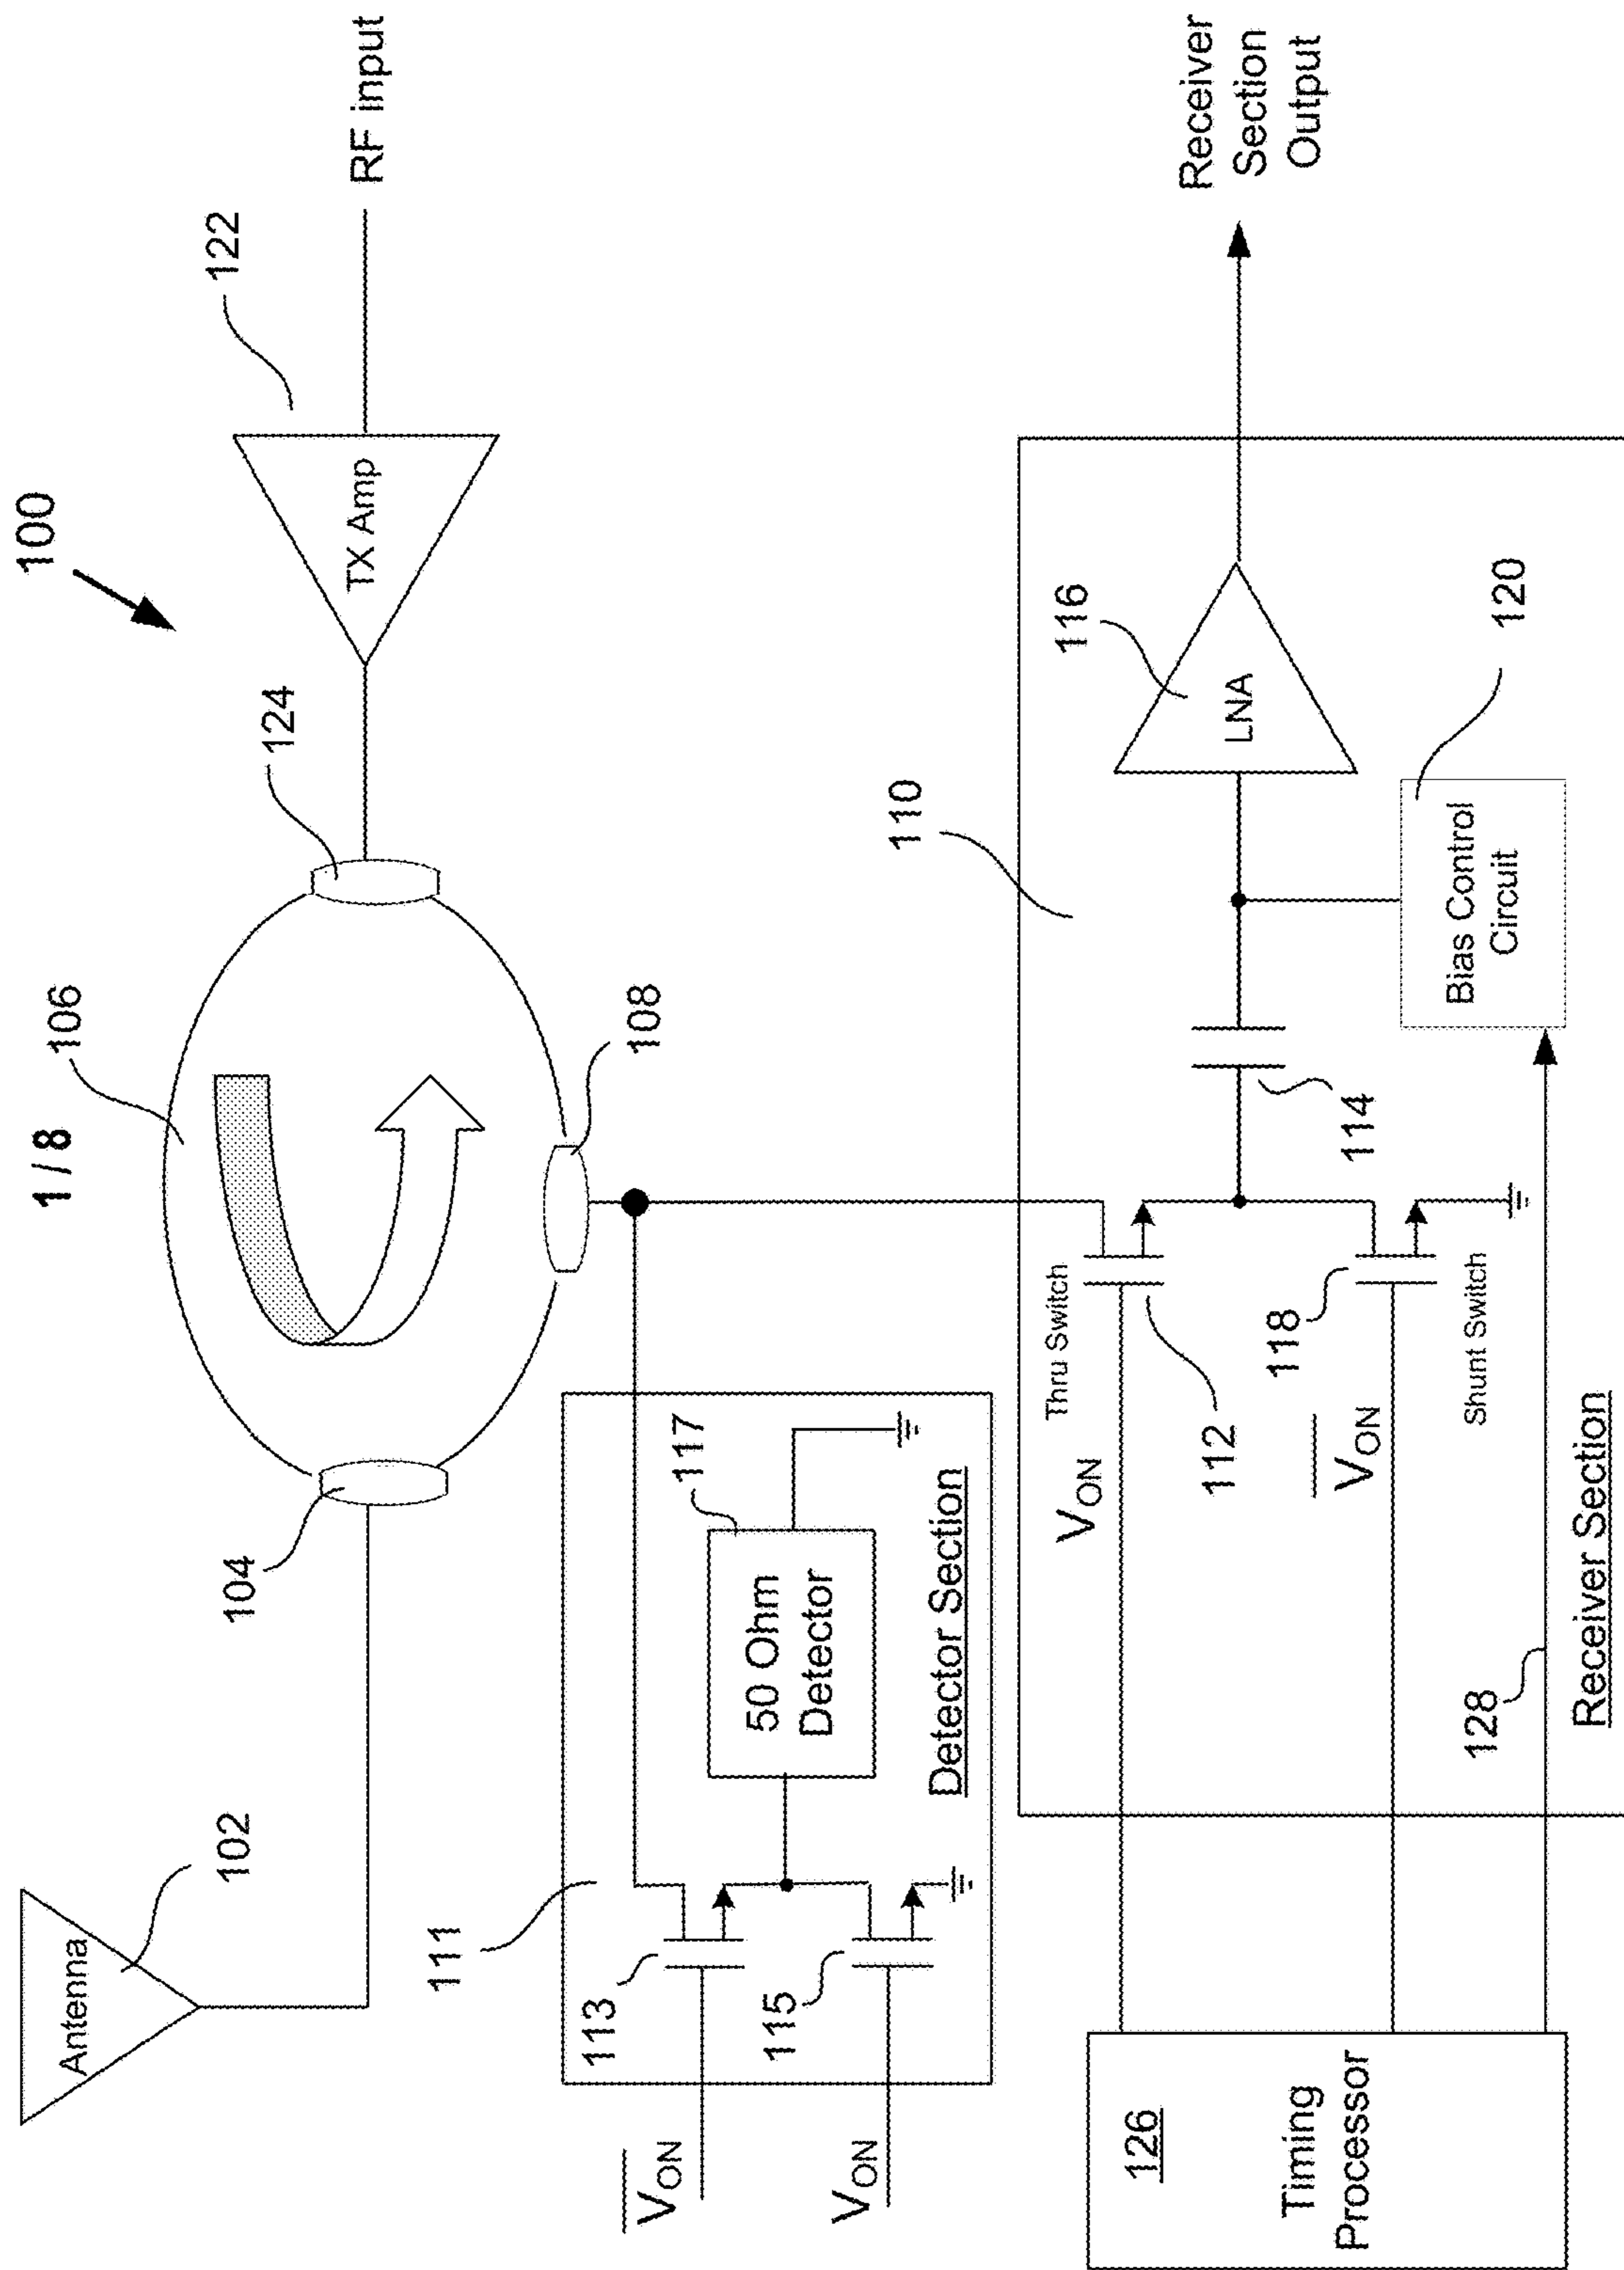 1 / 8
100
Antenna
102
104
106
124
TX Amp
122
RF input
108
111
113
115
V_ON
V_ON
117
50 Ohm
Detector
Detector Section
110
Thru Switch
V_ON
112
118
V_ON
Shunt Switch
114
116
LNA
120
Bias Control
Circuit
Receiver
Section
Output
126
Timing
Processor
128
Receiver Section